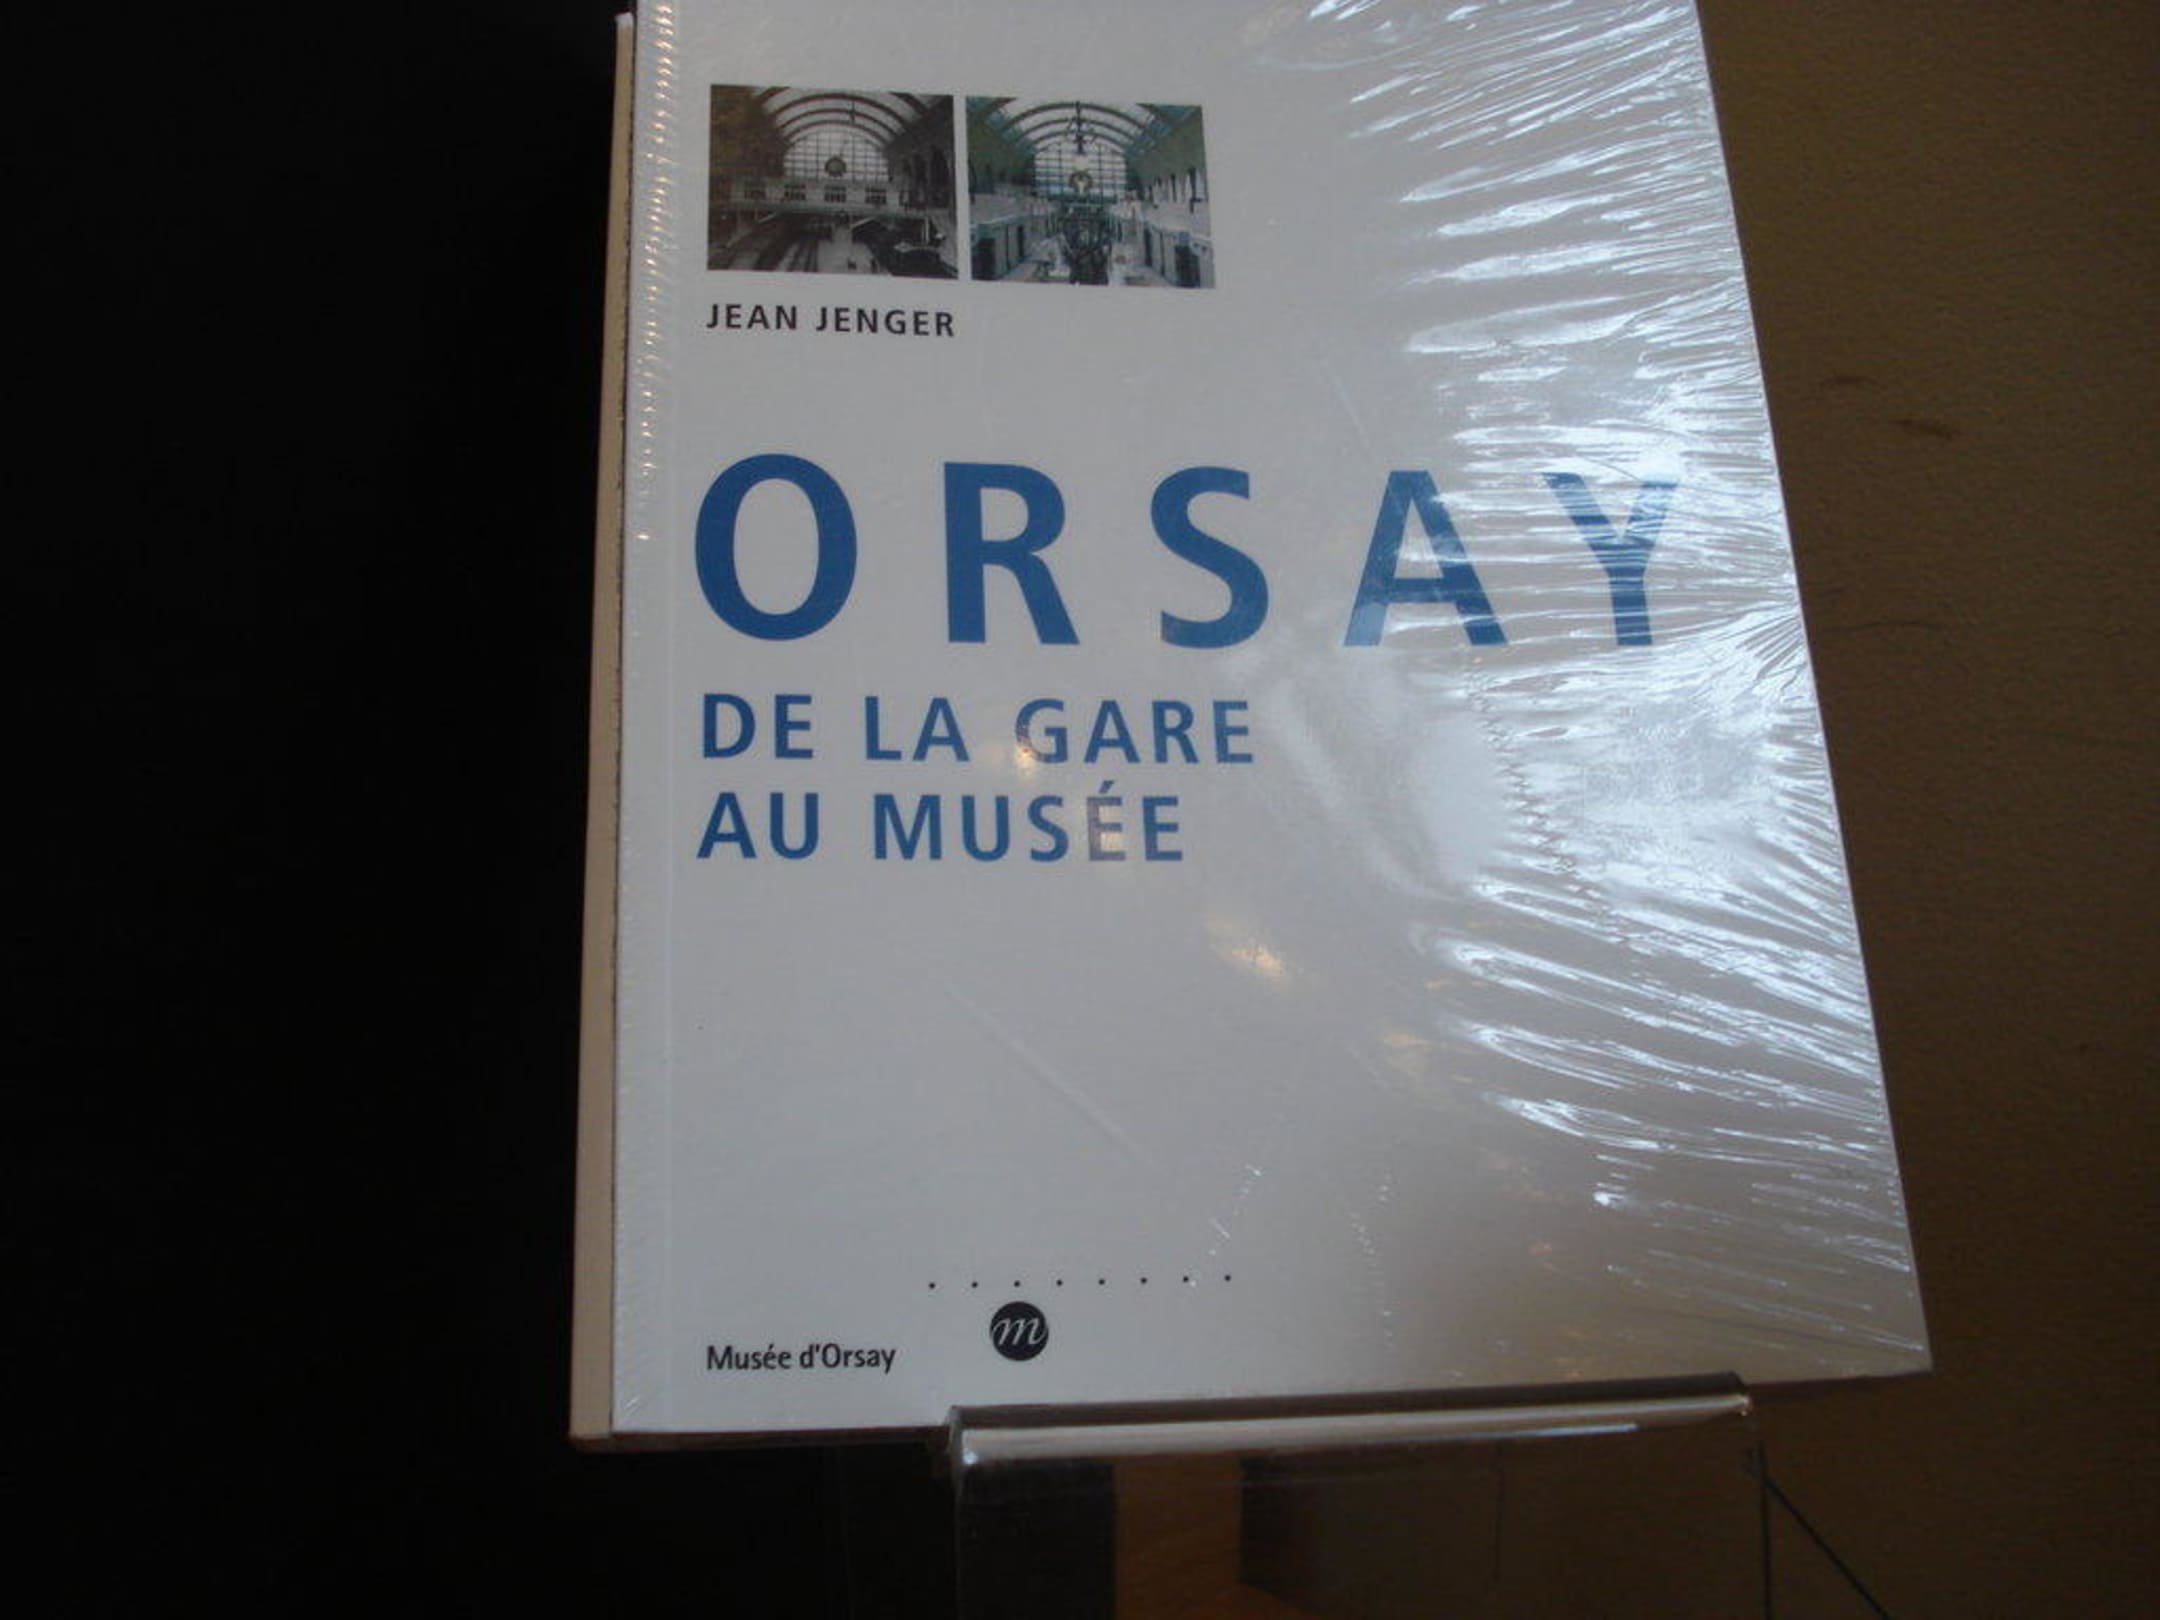 JEAN JENGER
ORSAY
DE LA GARE
AU MUSÉE
Musée d'Orsay
m